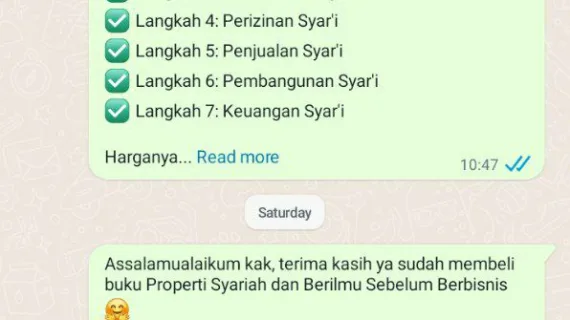 ✅ Langkah 4: Perizinan Syar'i
✅ Langkah 5: Penjualan Syar'i
✅ Langkah 6: Pembangunan Syar'i
✅ Langkah 7: Keuangan Syar'i
Harganya... Read more
10:47
Saturday
Assalamualaikum kak, terima kasih ya sudah membeli
buku Properti Syariah dan Berilmu Sebelum Berbisnis
🤗